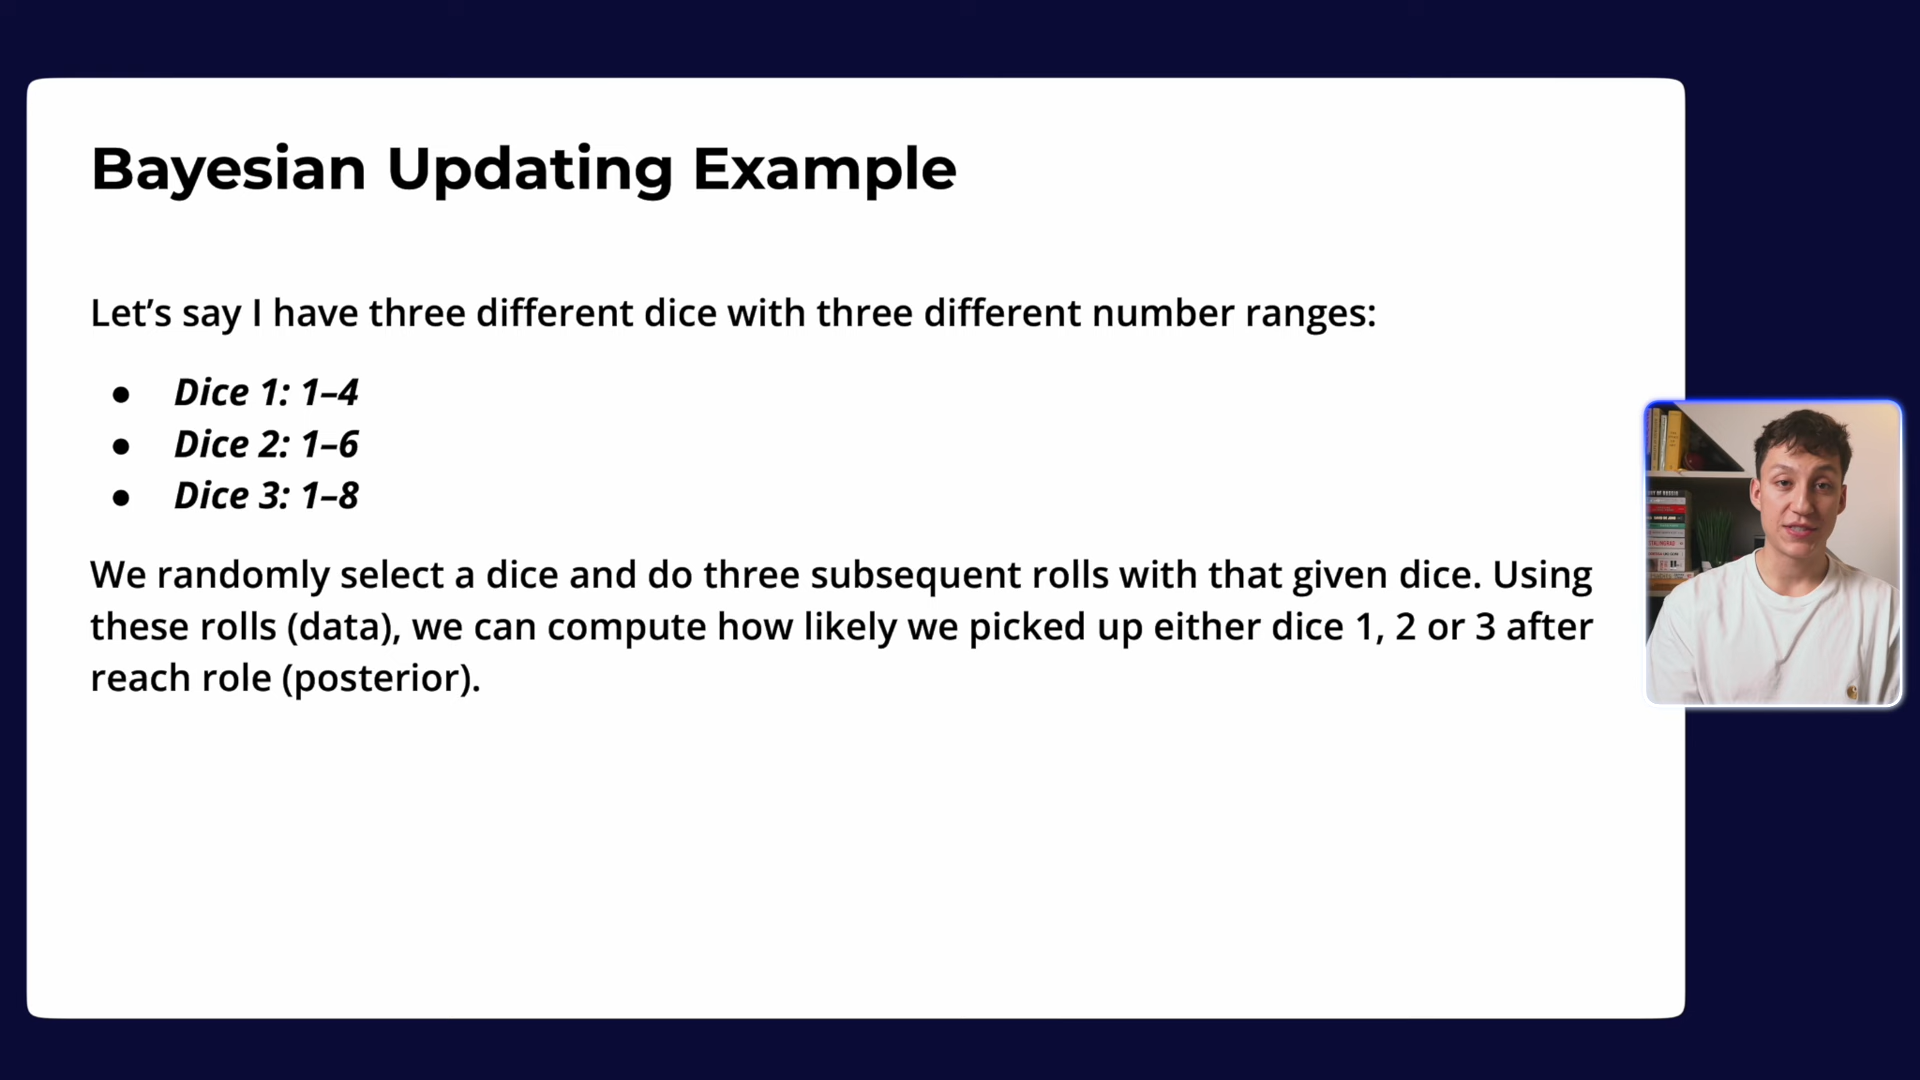 Bayesian Updating Example
Let’s say I have three different dice with three different number ranges:
● Dice 1: 1–4
● Dice 2: 1–6
● Dice 3: 1–8
We randomly select a dice and do three subsequent rolls with that given dice. Using
these rolls (data), we can compute how likely we picked up either dice 1, 2 or 3 after
reach role (posterior).